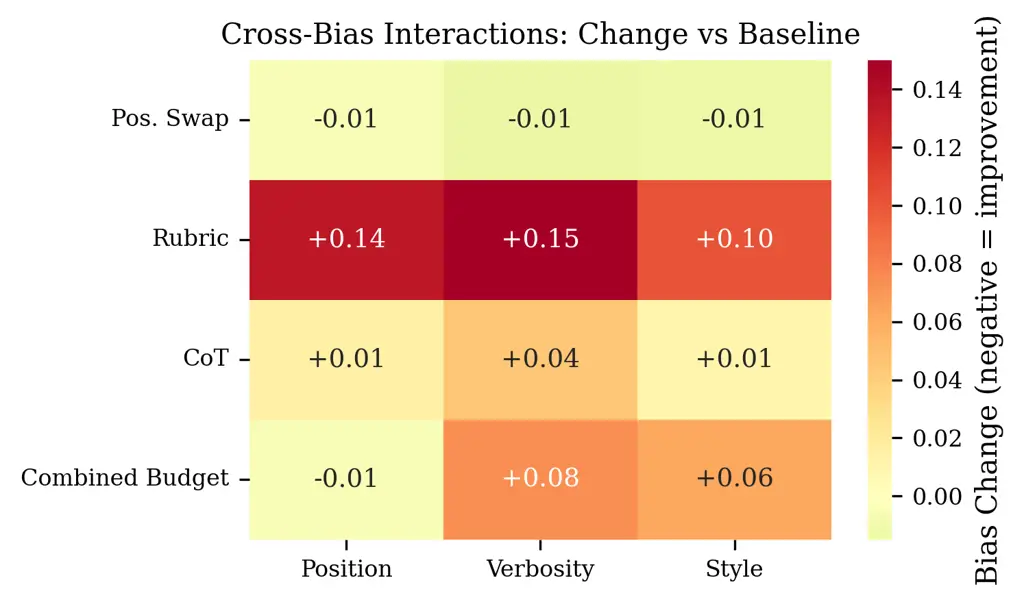 Cross-Bias Interactions: Change vs Baseline
Pos. Swap -0.01 -0.01 -0.01
Rubric +0.14 +0.15 +0.10
CoT +0.01 +0.04 +0.01
Combined Budget -0.01 +0.08 +0.06
Position Verbosity Style
0.14
0.12
0.10
0.08
0.06
0.04
0.02
0.00
Bias Change (negative = improvement)